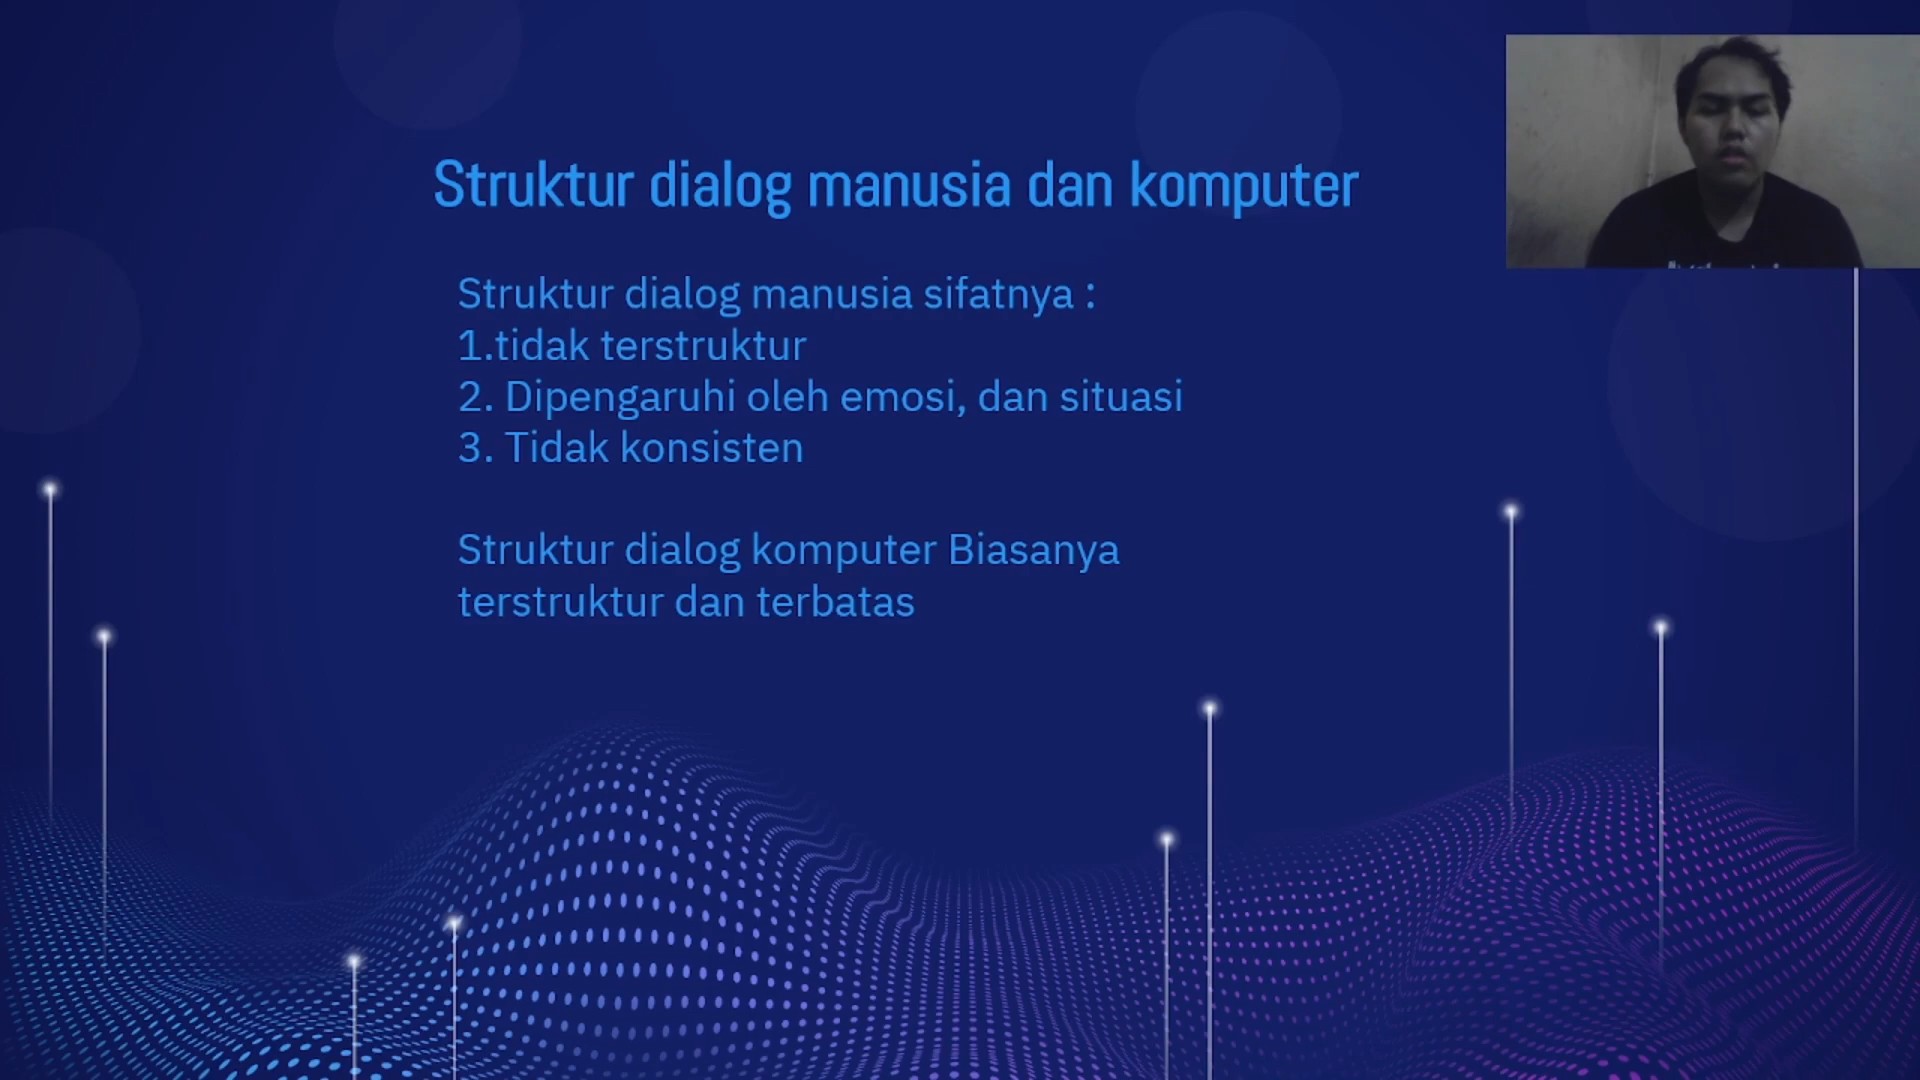 Struktur dialog manusia dan komputer
Struktur dialog manusia sifatnya :
1.tidak terstruktur
2. Dipengaruhi oleh emosi, dan situasi
3. Tidak konsisten
Struktur dialog komputer Biasanya
terstruktur dan terbatas